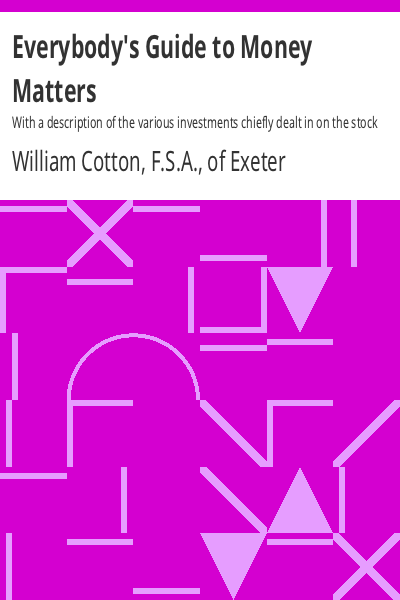 Everybody's Guide to Money
Matters
With a description of the various investments chiefly dealt in on the stock
William Cotton, F.S.A., of Exeter